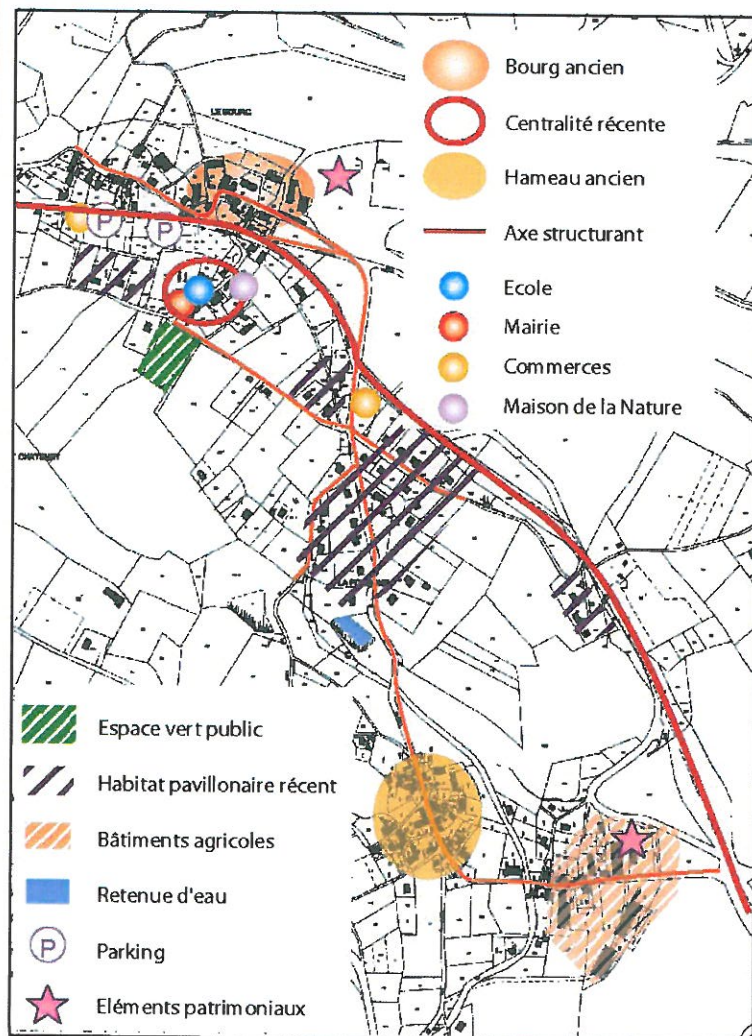 Bourg ancien
Centralité récente
Hameau ancien
Axe structurant
Ecole
Mairie
Commerces
Maison de la Nature
LE BOURG
P
P
CHATENAY
Espace vert public
Habitat pavillonaire récent
Bâtiments agricoles
Retenue d'eau
P
Parking
Eléments patrimoniaux